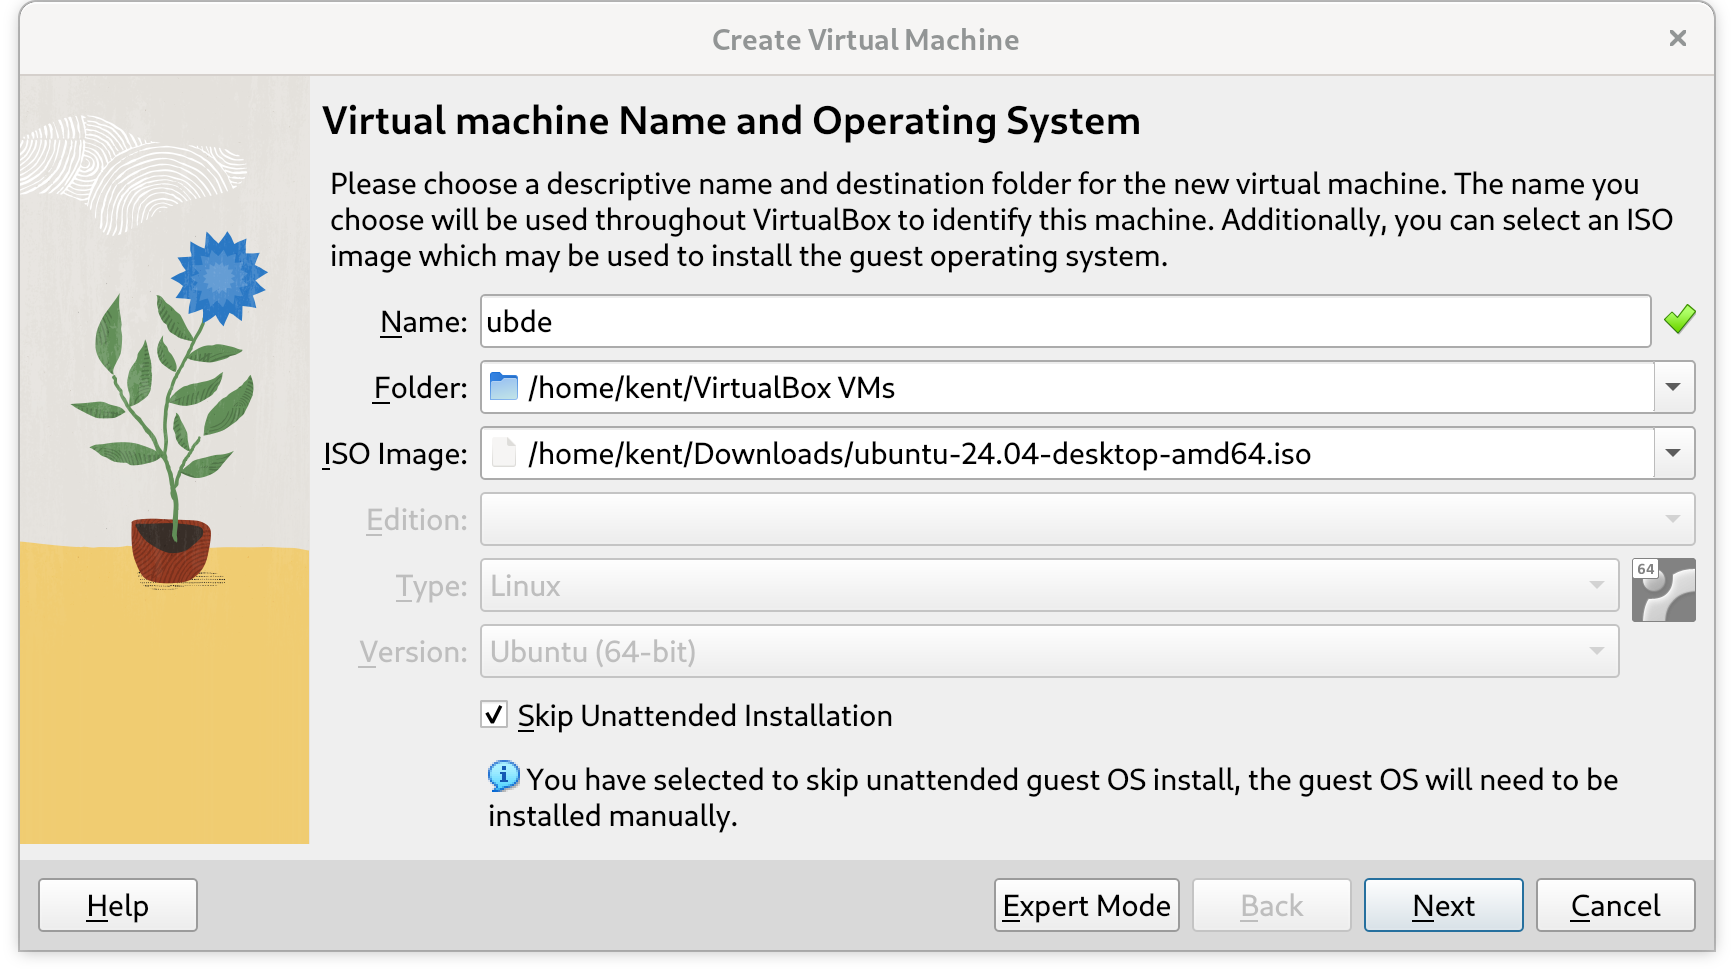 Create Virtual Machine
Virtual machine Name and Operating System
Please choose a descriptive name and destination folder for the new virtual machine. The name you
choose will be used throughout VirtualBox to identify this machine. Additionally, you can select an ISO
image which may be used to install the guest operating system.
Name: ubde
Folder: /home/kent/VirtualBox VMs
ISO Image: /home/kent/Downloads/ubuntu-24.04-desktop-amd64.iso
Edition:
Type: Linux 64
Version: Ubuntu (64-bit)
Skip Unattended Installation
You have selected to skip unattended guest OS install, the guest OS will need to be
installed manually.
Help Expert Mode Back Next Cancel